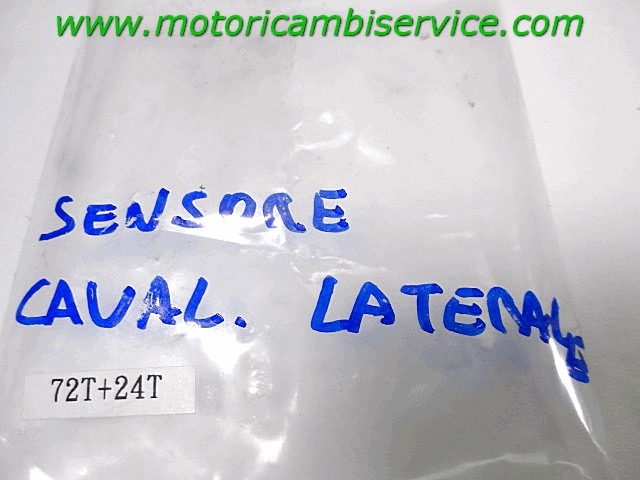 www.motoricambiservice.com
SENSORE
CAVAL. LATERALE
72T+24T